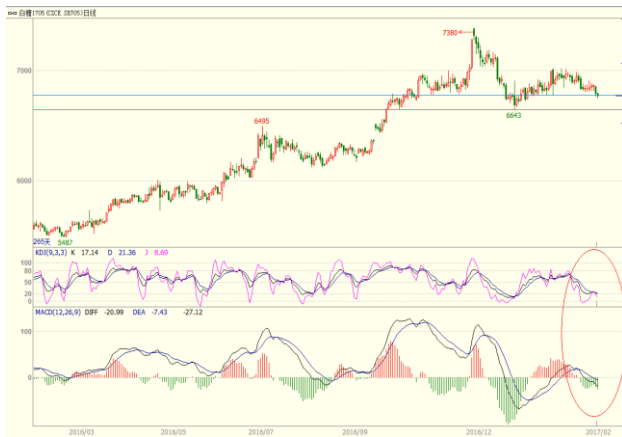 白糖1705(CZCE SR705)日线
7380
7000
6643
6495
6000
265天 5487
KDJ(9,3,3) K 17.14 D 21.36 J 8.69
100
80
50
20
0
MACD(12,26,9) DIFF -20.99 DEA -7.43 -27.12
100
0
2016/03 2016/05 2016/07 2016/09 2016/12 2017/02